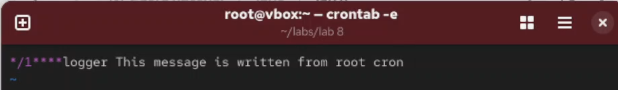 root@vbox:~ — crontab -e
~/labs/lab 8
*/1****logger This message is written from root cron
~